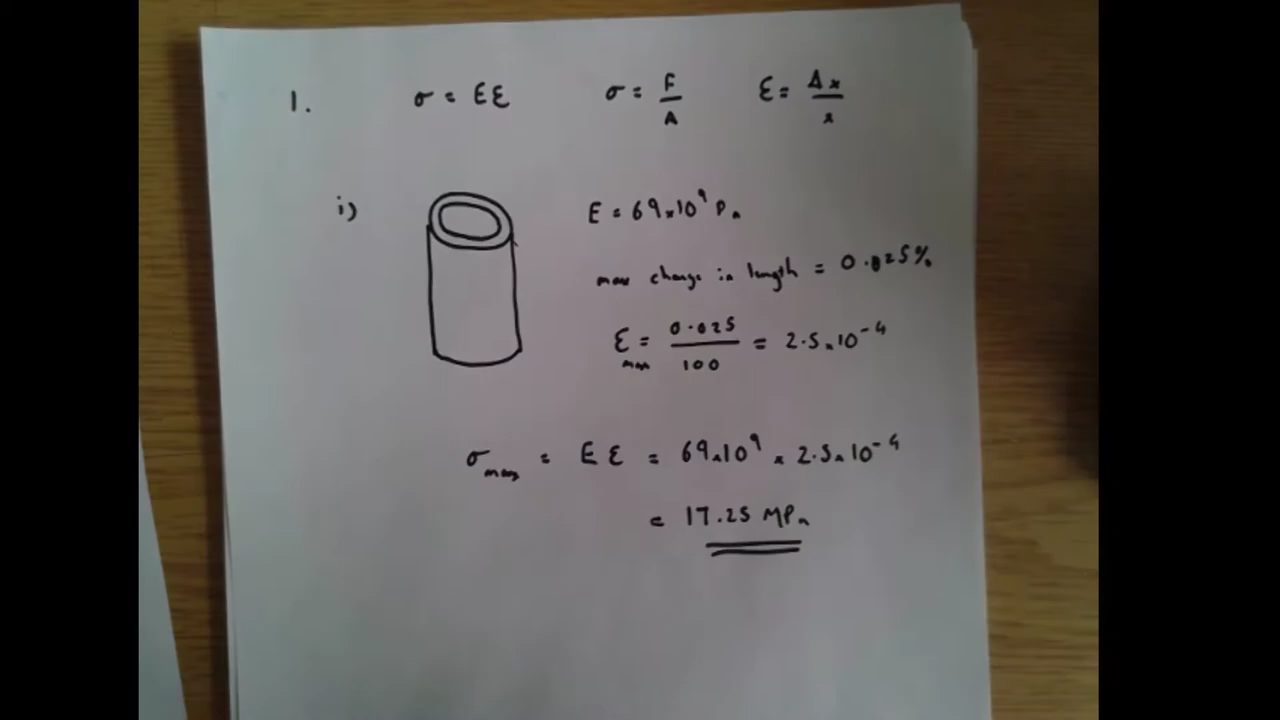 1. σ = Eε σ = F/A ε = Δx/x
i) E = 69×10⁹ Pa
max change in length = 0.025%
ε max = 0.025/100 = 2.5×10⁻⁴
σ max = E ε = 69×10⁹ × 2.5×10⁻⁴
= 17.25 MPa